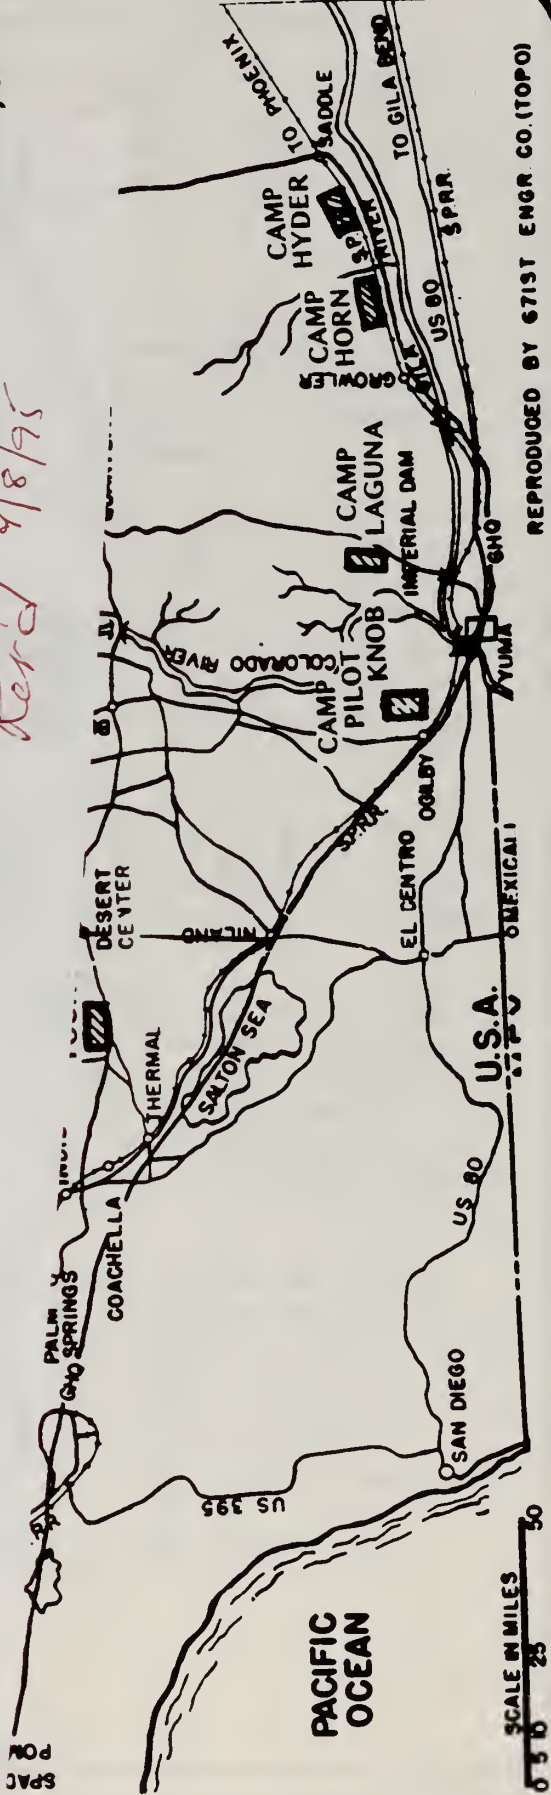 4/8/95
PALM
SPRINGS
GHQ
COACHELLA
THERMAL
SALTON SEA
DESERT
CENTER
NILAND
US 395
SAN DIEGO
US 80
EL CENTRO
OGILBY
S.P.R.R.
U.S.A.
MEXICALI
CAMP
PILOT
KNOB
COLORADO RIVER
CAMP
LAGUNA
IMPERIAL DAM
YUMA
GHQ
GROWLER
CAMP
HORN
CAMP
HYDER
S.P.
GILA
RIVER
SADDLE
TO PHOENIX
TO GILA BEND
US 80
S.P.R.R.
PACIFIC
OCEAN
SCALE IN MILES
0 5 10 25 50
REPRODUCED BY 671ST ENGR. CO. (TOPO)